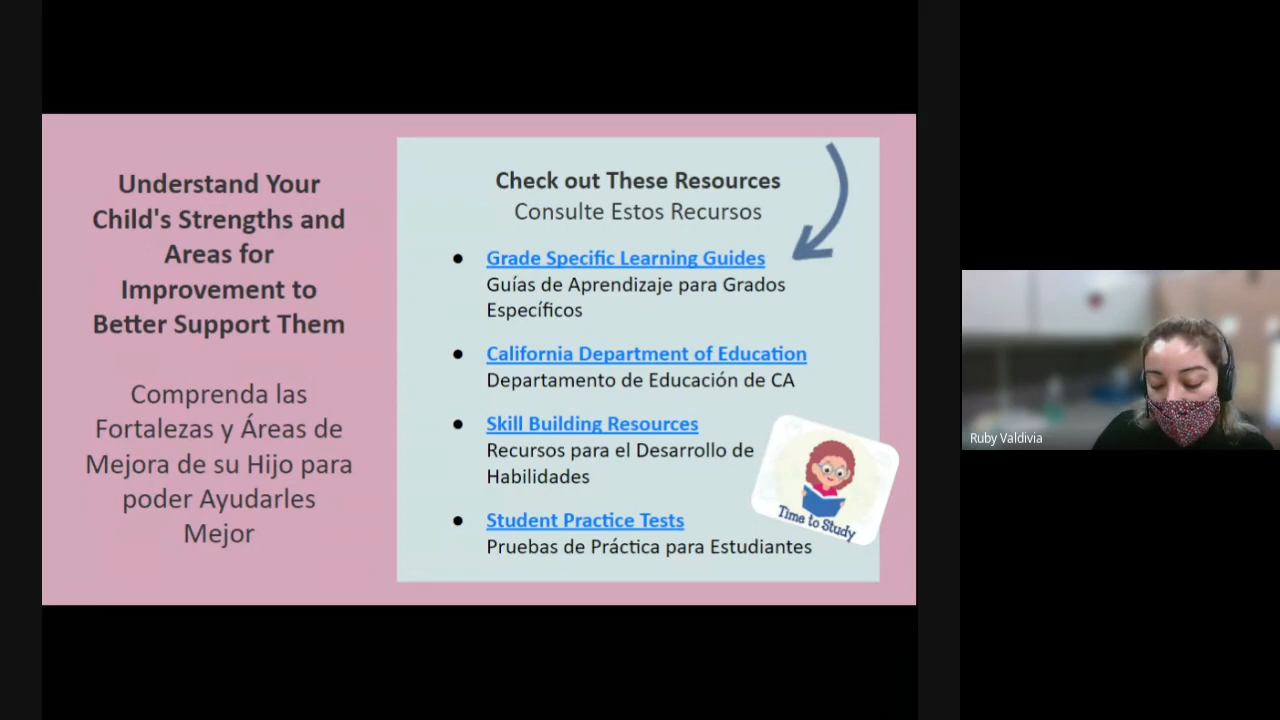 Understand Your
Child's Strengths and
Areas for
Improvement to
Better Support Them
Comprenda las
Fortalezas y Áreas de
Mejora de su Hijo para
poder Ayudarles
Mejor
Check out These Resources
Consulte Estos Recursos
● Grade Specific Learning Guides
Guías de Aprendizaje para Grados
Específicos
● California Department of Education
Departamento de Educación de CA
● Skill Building Resources
Recursos para el Desarrollo de
Habilidades
● Student Practice Tests
Pruebas de Práctica para Estudiantes
Time to Study
Ruby Valdivia